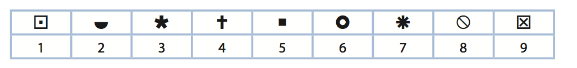 ⊡ ◒ * ✝ ■ O ✱ ⃠ ☒
1 2 3 4 5 6 7 8 9